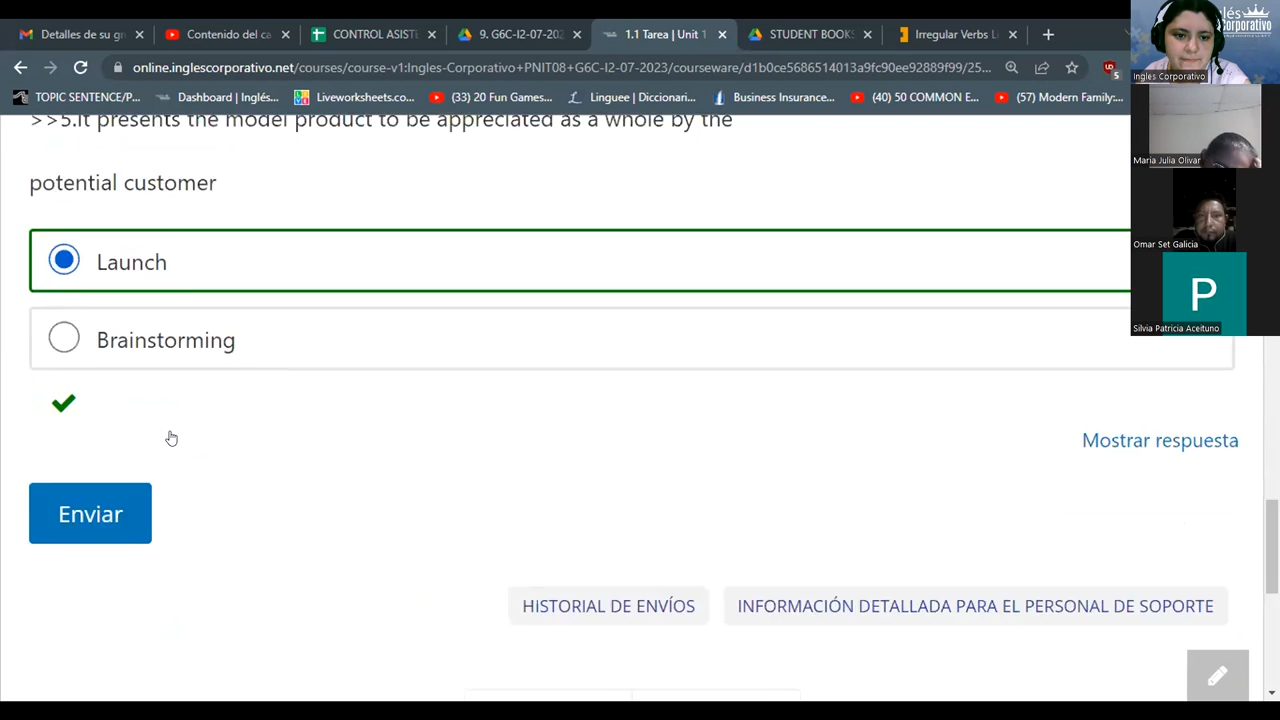 Detalles de su gr
Contenido del ca
CONTROL ASIST
9. G6C-I2-07-202
1.1 Tarea | Unit 1
STUDENT BOOKS
Irregular Verbs Li
online.inglescorporativo.net/courses/course-v1:Ingles-Corporativo+PNIT08+G6C-I2-07-2023/courseware/d1b0ce5686514013a9fc90ee92889f99/25...
TOPIC SENTENCE/P...
Dashboard | Inglés...
Liveworksheets.co...
(33) 20 Fun Games...
Linguee | Diccionari...
Business Insurance...
(40) 50 COMMON E...
(57) Modern Family:...
>>5.It presents the model product to be appreciated as a whole by the
potential customer
Launch
Brainstorming
Mostrar respuesta
Enviar
HISTORIAL DE ENVÍOS
INFORMACIÓN DETALLADA PARA EL PERSONAL DE SOPORTE
Ingles Corporativo
Maria Julia Olivar
Omar Set Galicia
P
Silvia Patricia Aceituno